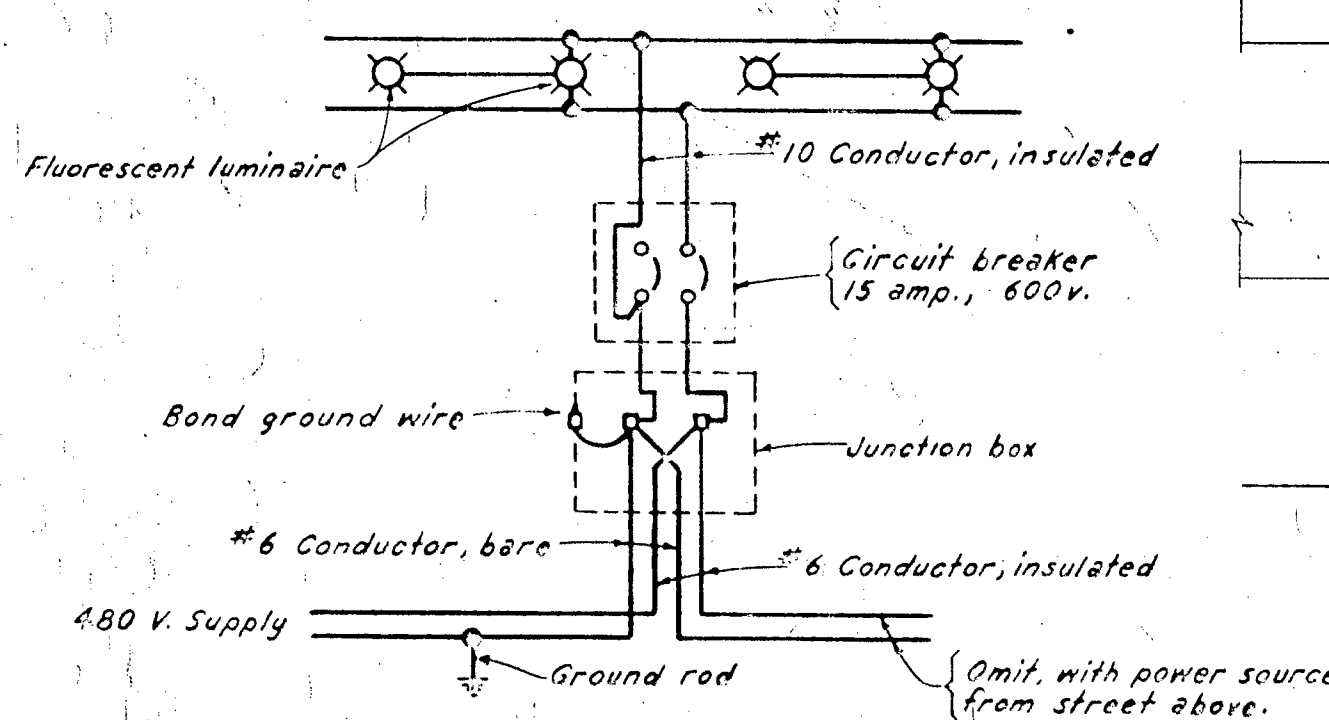 Fluorescent luminaire
#10 Conductor, insulated
Circuit breaker
15 amp., 600v.
Bond ground wire
Junction box
#6 Conductor, bare
#6 Conductor, insulated
480 V. Supply
Ground rod
Omit, with power source
from street above.